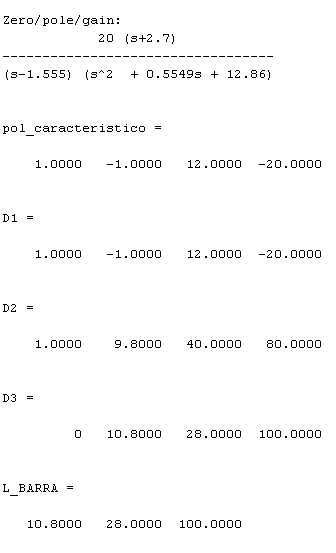 Zero/pole/gain:
20 (s+2.7)
---------------------------------
(s-1.555) (s^2 + 0.5549s + 12.86)
pol_caracteristico =
1.0000 -1.0000 12.0000 -20.0000
D1 =
1.0000 -1.0000 12.0000 -20.0000
D2 =
1.0000 9.8000 40.0000 80.0000
D3 =
0 10.8000 28.0000 100.0000
L_BARRA =
10.8000 28.0000 100.0000